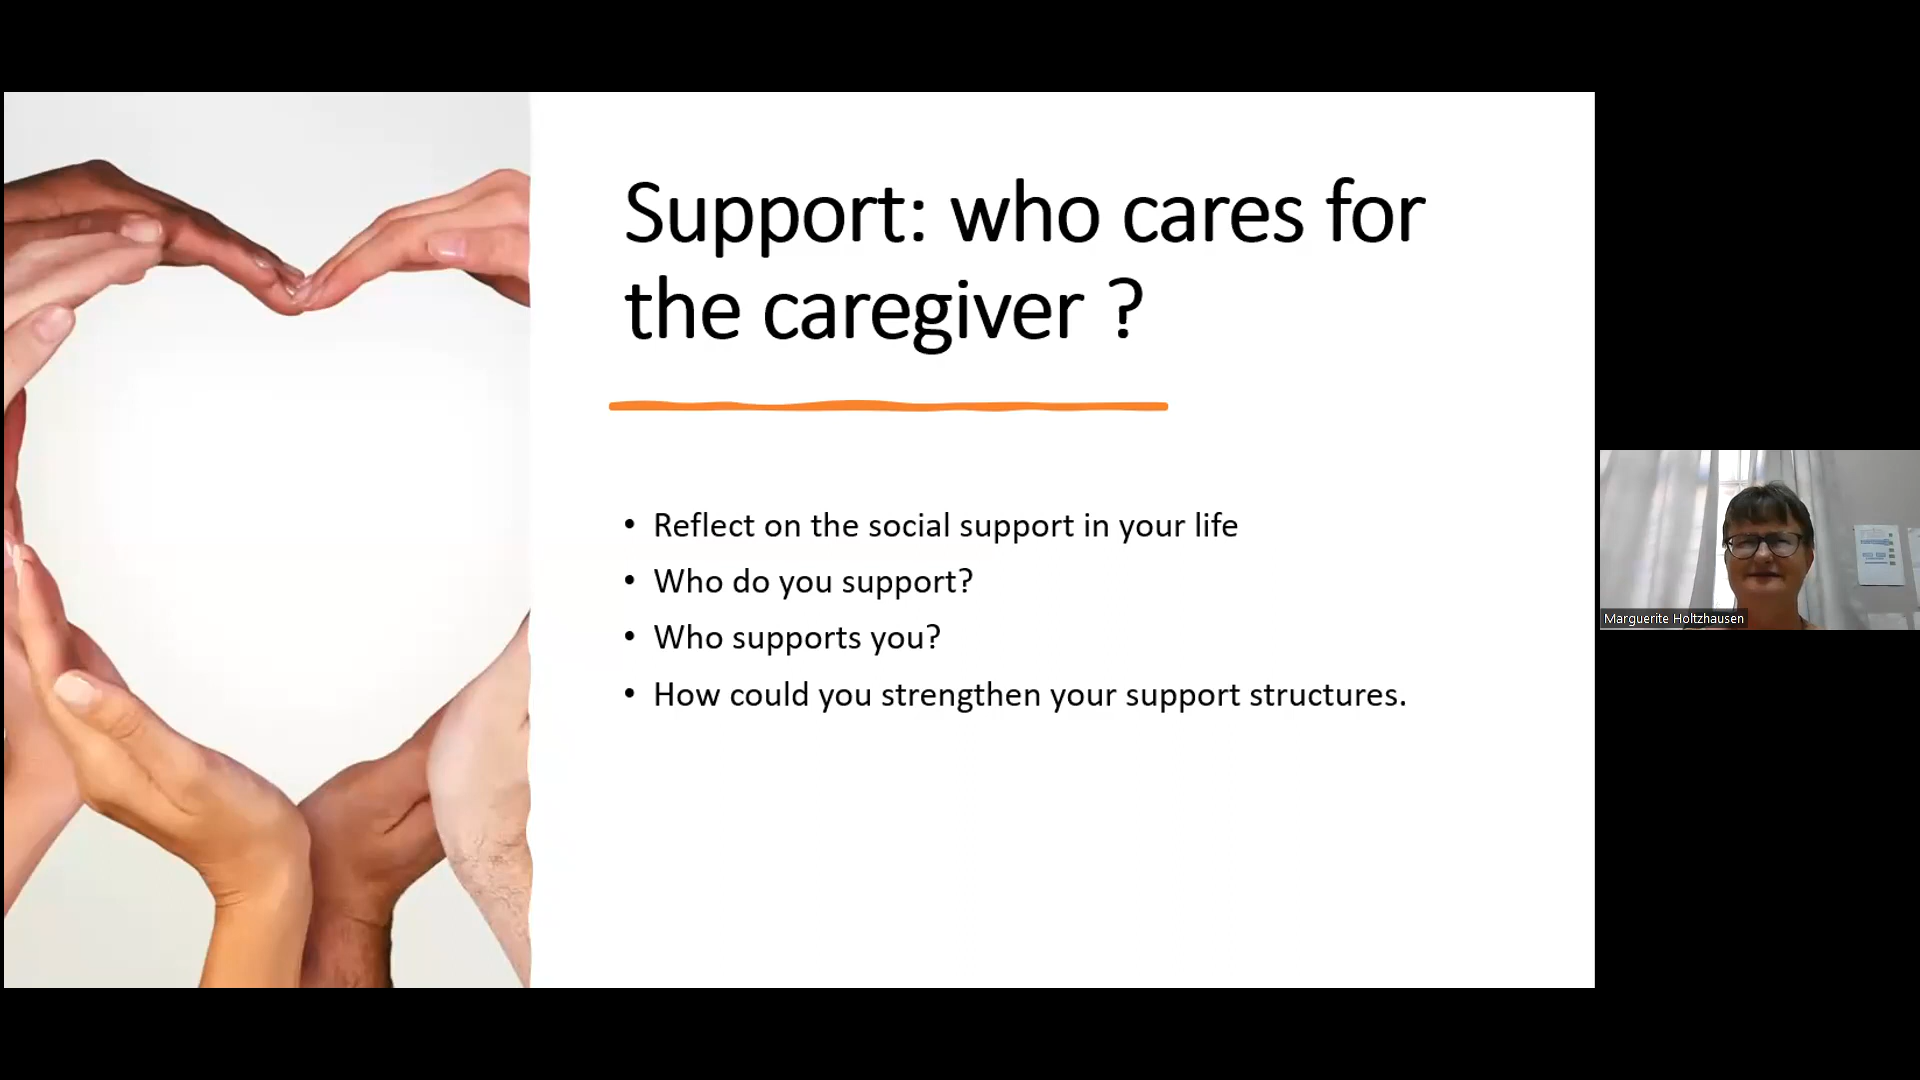 Support: who cares for
the caregiver ?
• Reflect on the social support in your life
• Who do you support?
• Who supports you?
• How could you strengthen your support structures.
Marguerite Holtzhausen